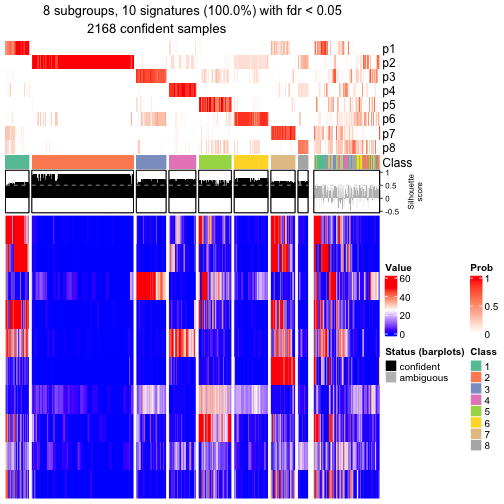 8 subgroups, 10 signatures (100.0%) with fdr < 0.05
2168 confident samples
p1
p2
p3
p4
p5
p6
p7
p8
Class
1
0.5
0
-0.5
Silhouette
score
Value
60
40
20
0
Prob
1
0.5
0
Status (barplots)
confident
ambiguous
Class
1
2
3
4
5
6
7
8